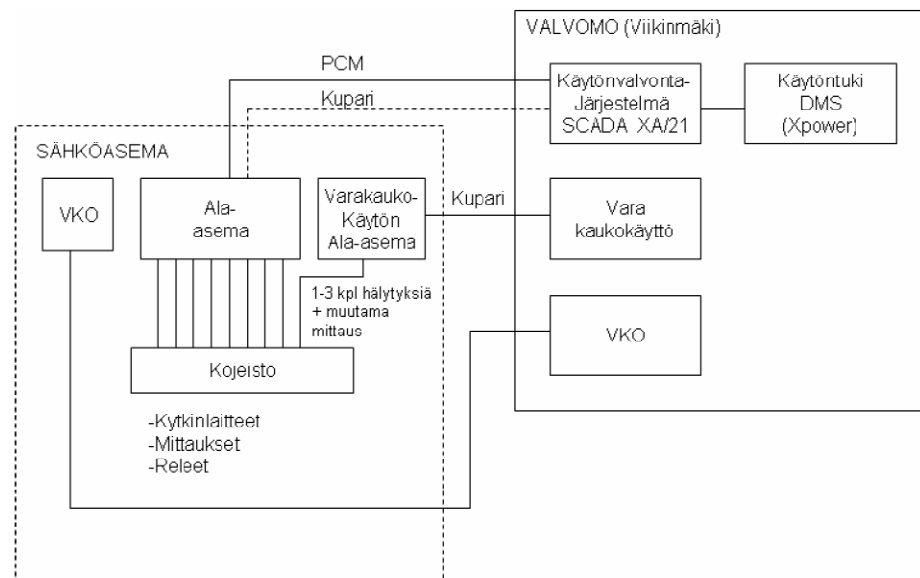 VALVOMO (Viikinmäki)
PCM
Kupari
Käytönvalvonta-
Järjestelmä
SCADA XA/21
Käytöntuki
DMS
(Xpower)
SÄHKÖASEMA
VKO
Ala-
asema
Varakauko-
Käytön
Ala-asema
Kupari
Vara
kaukokäyttö
1-3 kpl hälytyksiä
+ muutama
mittaus
VKO
Kojeisto
-Kytkinlaitteet
-Mittaukset
-Releet